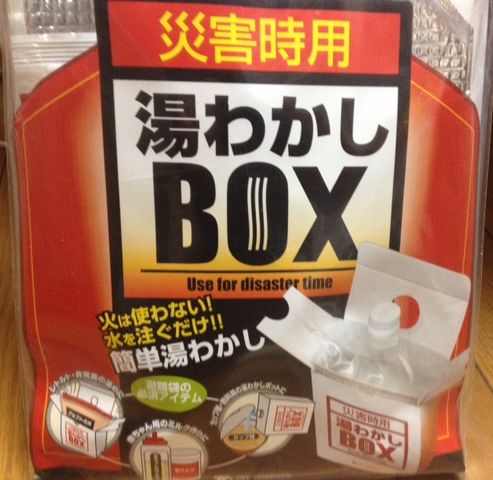 災害時用
湯わかし
BOX
Use for disaster time
火は使わない!
水を注ぐだけ!!
簡単湯わかし
避難袋の
必須アイテム
災害時用
湯わかし
BOX